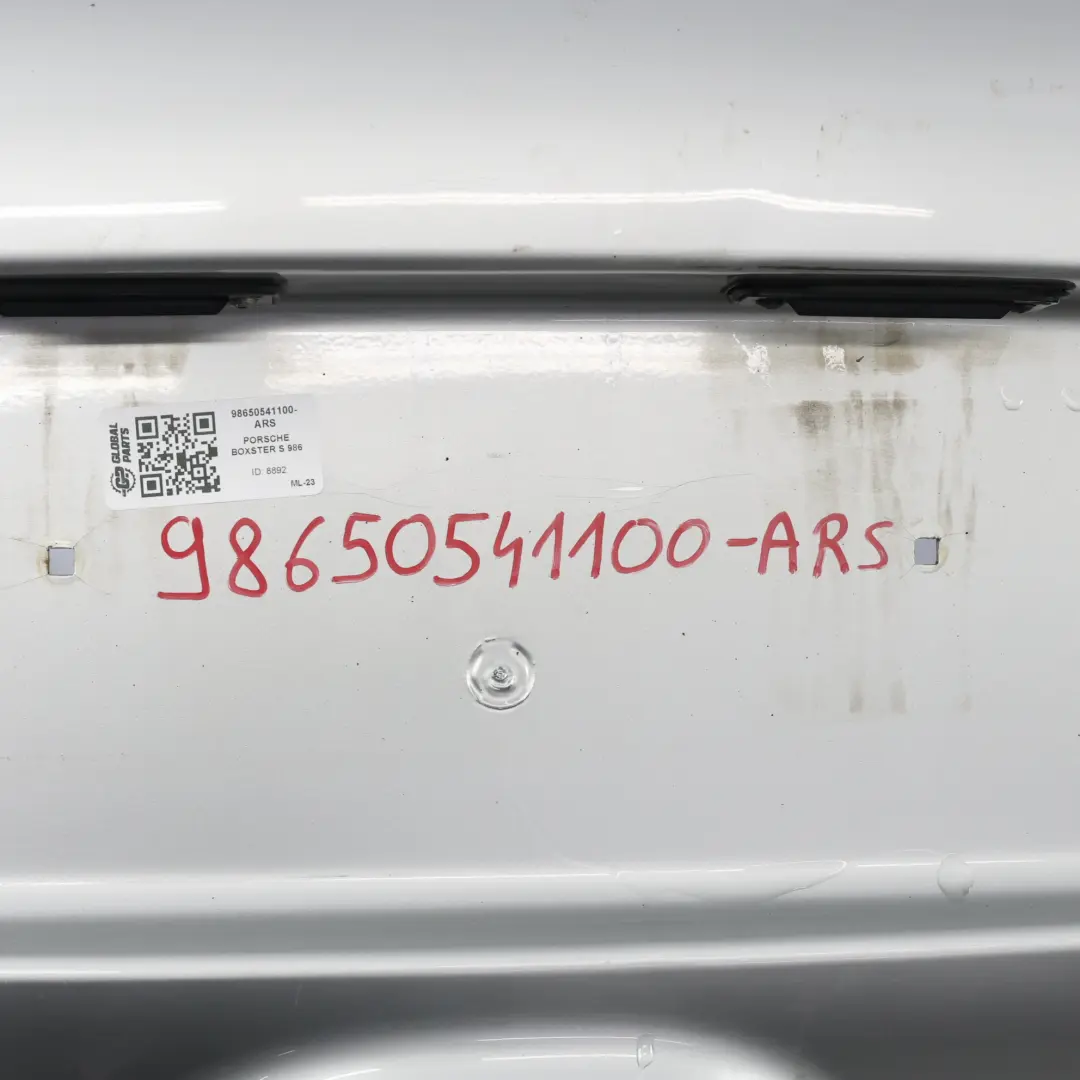 GLOBAL
PARTS
98650541100-
ARS
PORSCHE
BOXSTER S 986
ID: 8892
ML-23
98650541100-ARS